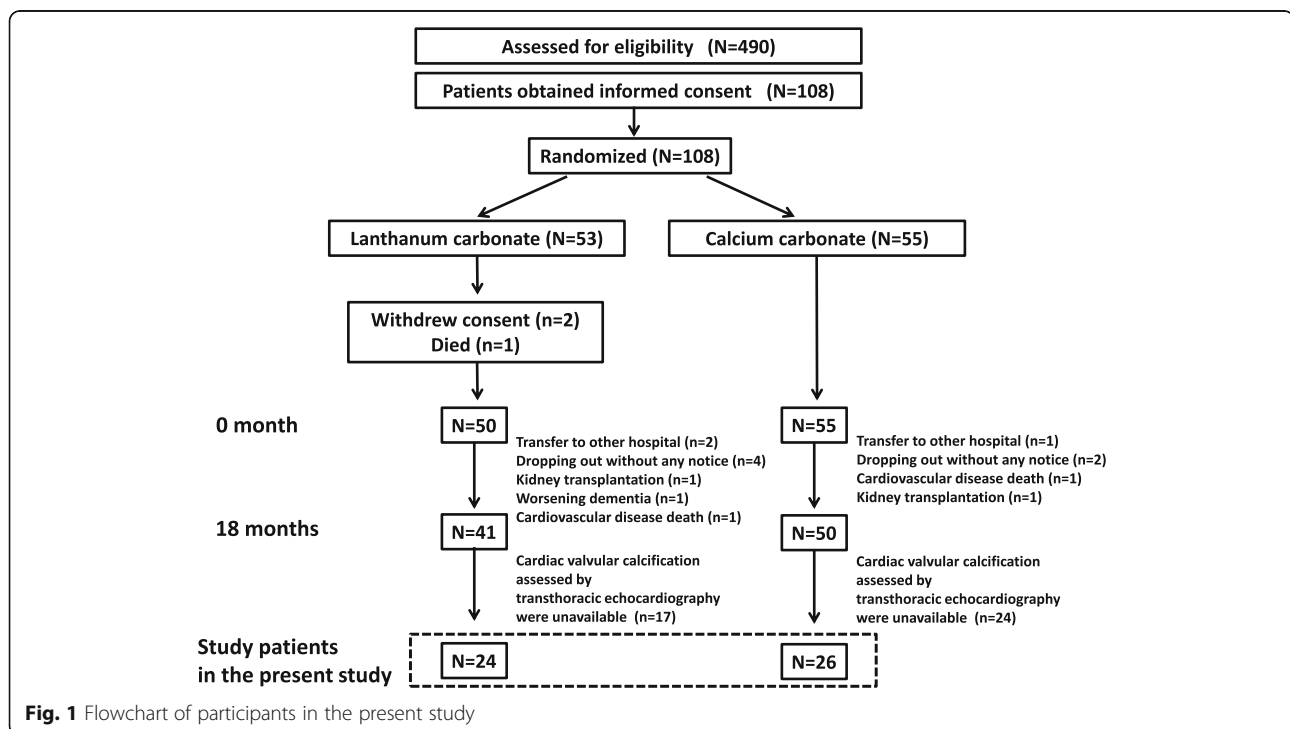 Assessed for eligibility (N=490)
Patients obtained informed consent (N=108)
Randomized (N=108)
Lanthanum carbonate (N=53)
Calcium carbonate (N=55)
Withdrew consent (n=2)
Died (n=1)
0 month
N=50
N=55
Transfer to other hospital (n=2)
Dropping out without any notice (n=4)
Kidney transplantation (n=1)
Worsening dementia (n=1)
Cardiovascular disease death (n=1)
Transfer to other hospital (n=1)
Dropping out without any notice (n=2)
Cardiovascular disease death (n=1)
Kidney transplantation (n=1)
18 months
N=41
N=50
Cardiac valvular calcification
assessed by
transthoracic echocardiography
were unavailable (n=17)
Cardiac valvular calcification
assessed by
transthoracic echocardiography
were unavailable (n=24)
Study patients
in the present study
N=24
N=26
Fig. 1 Flowchart of participants in the present study